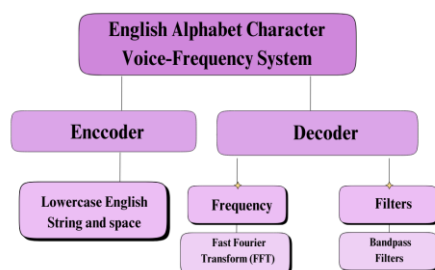 English Alphabet Character
Voice-Frequency System
Enccoder
Decoder
Lowercase English
String and space
Frequency
Filters
Fast Fourier
Transform (FFT)
Bandpass
Filters